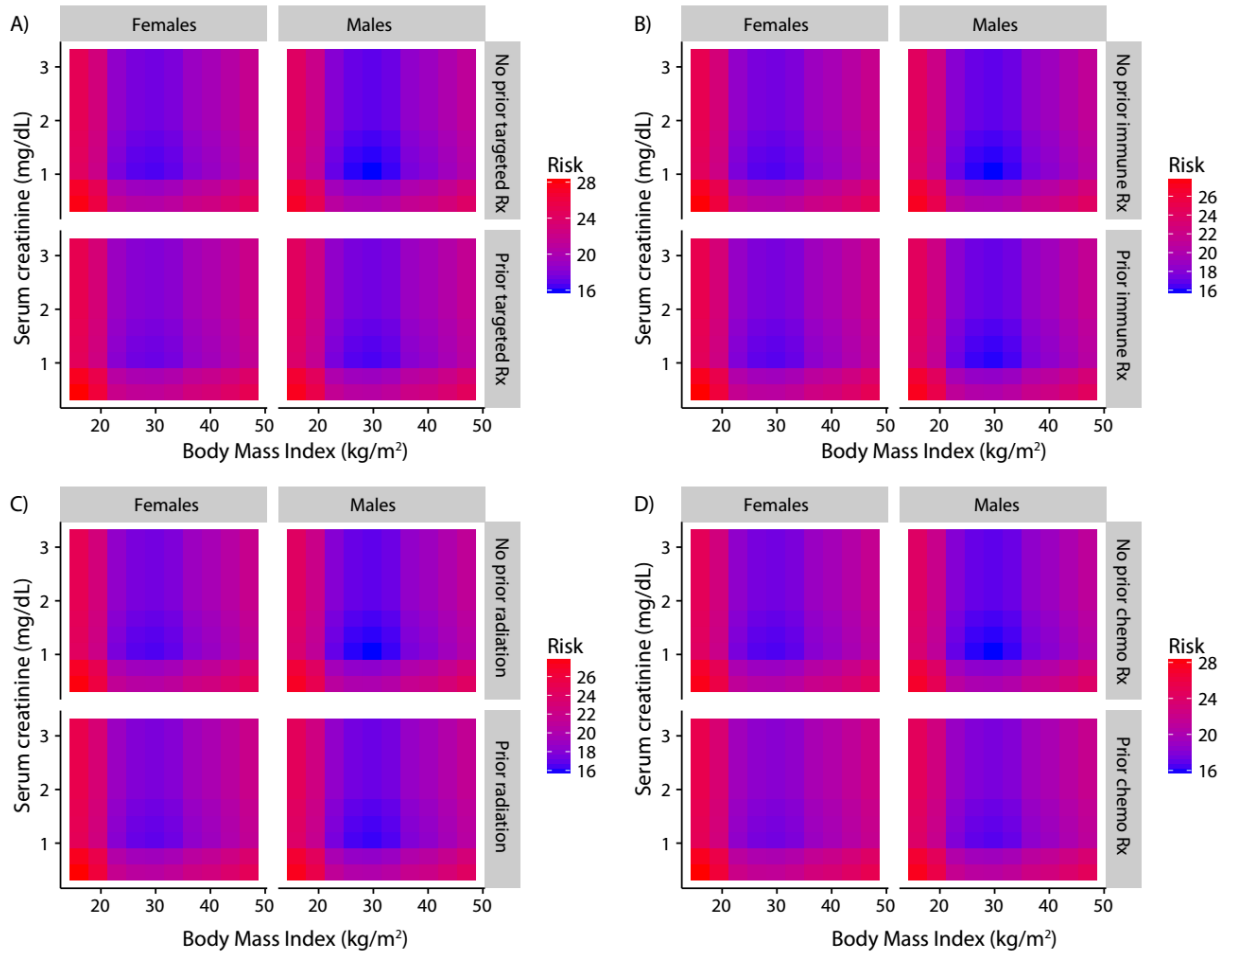 A)
Females
Males
3
2
1
No prior targeted Rx
3
2
1
Prior targeted Rx
Serum creatinine (mg/dL)
20
30
40
50
20
30
40
50
Body Mass Index (kg/m²)
Risk
28
24
20
16
B)
Females
Males
3
2
1
No prior immune Rx
3
2
1
Prior immune Rx
Serum creatinine (mg/dL)
20
30
40
50
20
30
40
50
Body Mass Index (kg/m²)
Risk
26
24
22
20
18
16
C)
Females
Males
3
2
1
No prior radiation
3
2
1
Prior radiation
Serum creatinine (mg/dL)
20
30
40
50
20
30
40
50
Body Mass Index (kg/m²)
Risk
26
24
22
20
18
16
D)
Females
Males
3
2
1
No prior chemo Rx
3
2
1
Prior chemo Rx
Serum creatinine (mg/dL)
20
30
40
50
20
30
40
50
Body Mass Index (kg/m²)
Risk
28
24
20
16